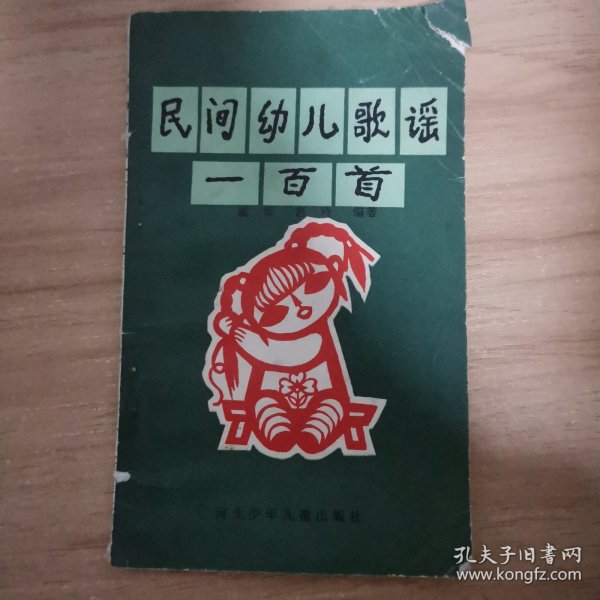 民间幼儿歌谣
一百首
编著
河北少年儿童出版社
孔夫子旧书网
www.kongfz.com